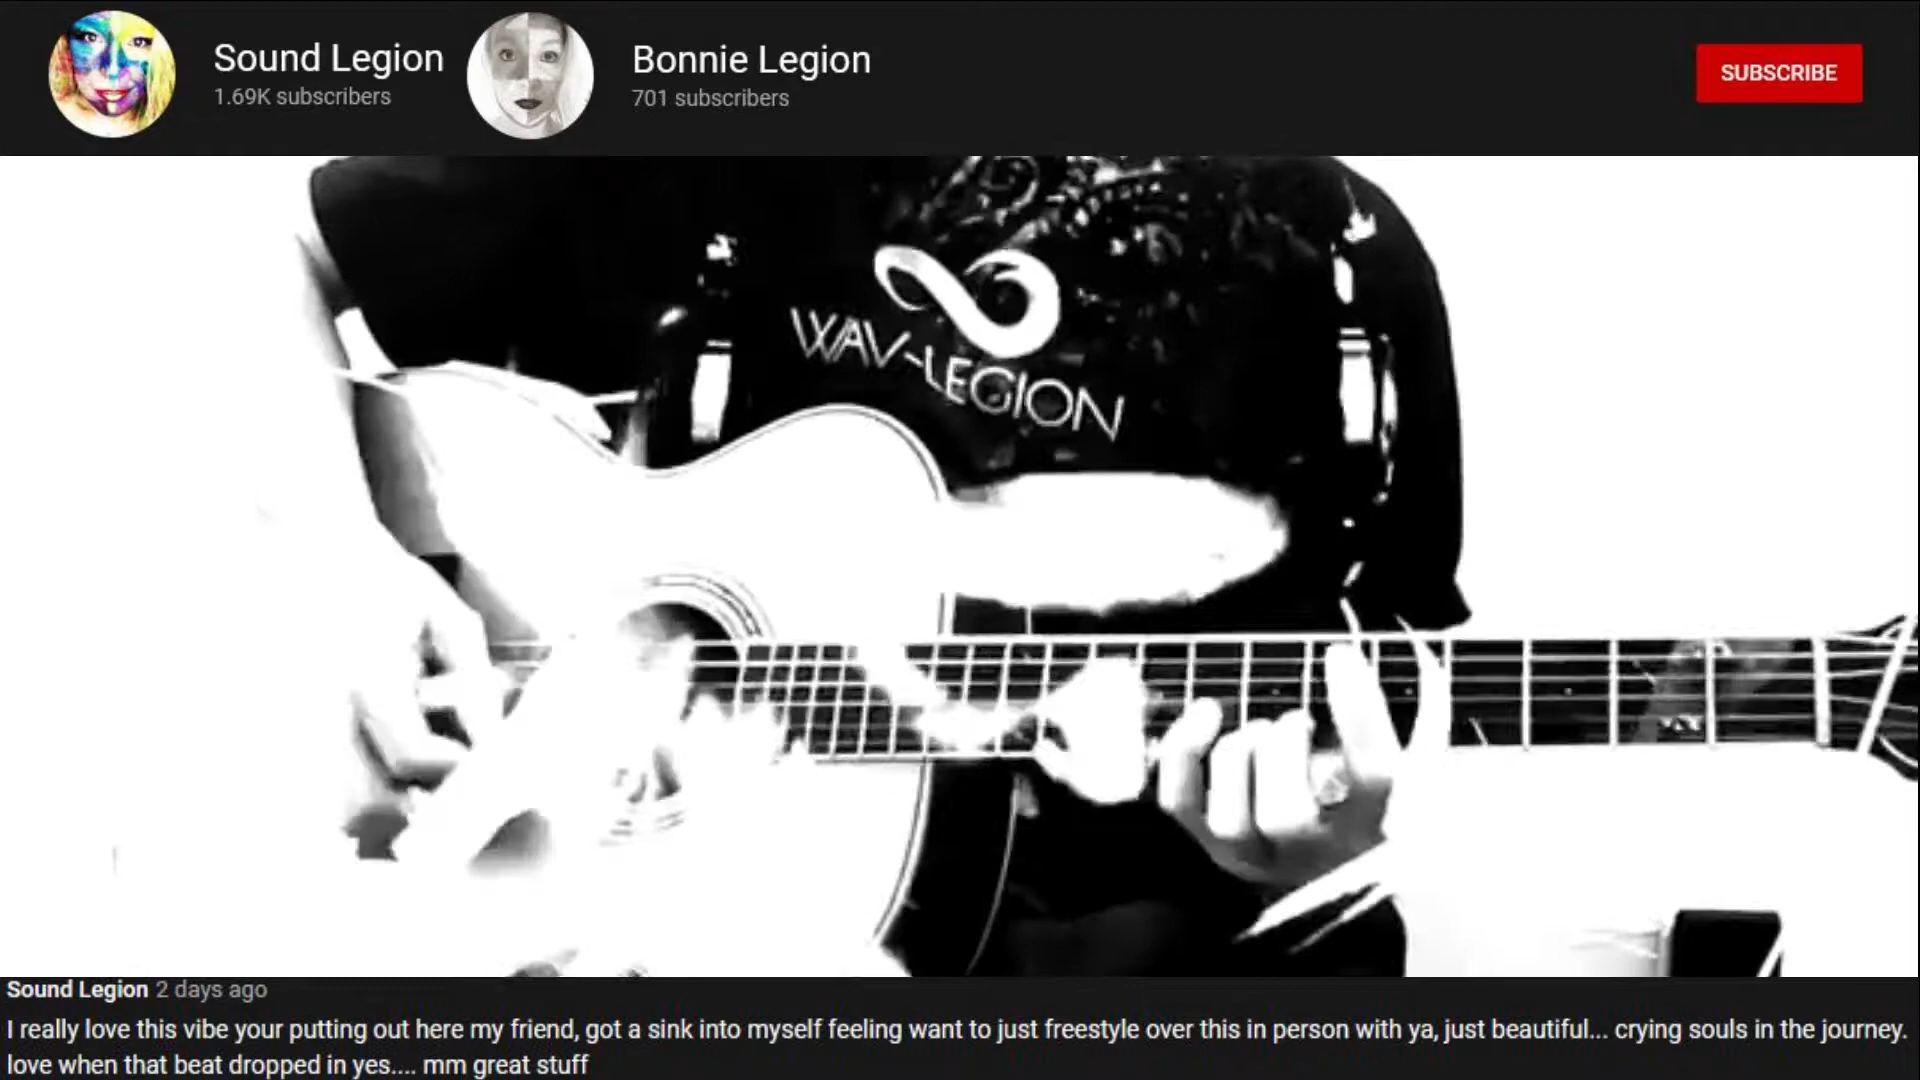 Sound Legion
1.69K subscribers
Bonnie Legion
701 subscribers
SUBSCRIBE
WAV-LEGION
Sound Legion 2 days ago
I really love this vibe your putting out here my friend, got a sink into myself feeling want to just freestyle over this in person with ya, just beautiful... crying souls in the journey.
love when that beat dropped in yes.... mm great stuff